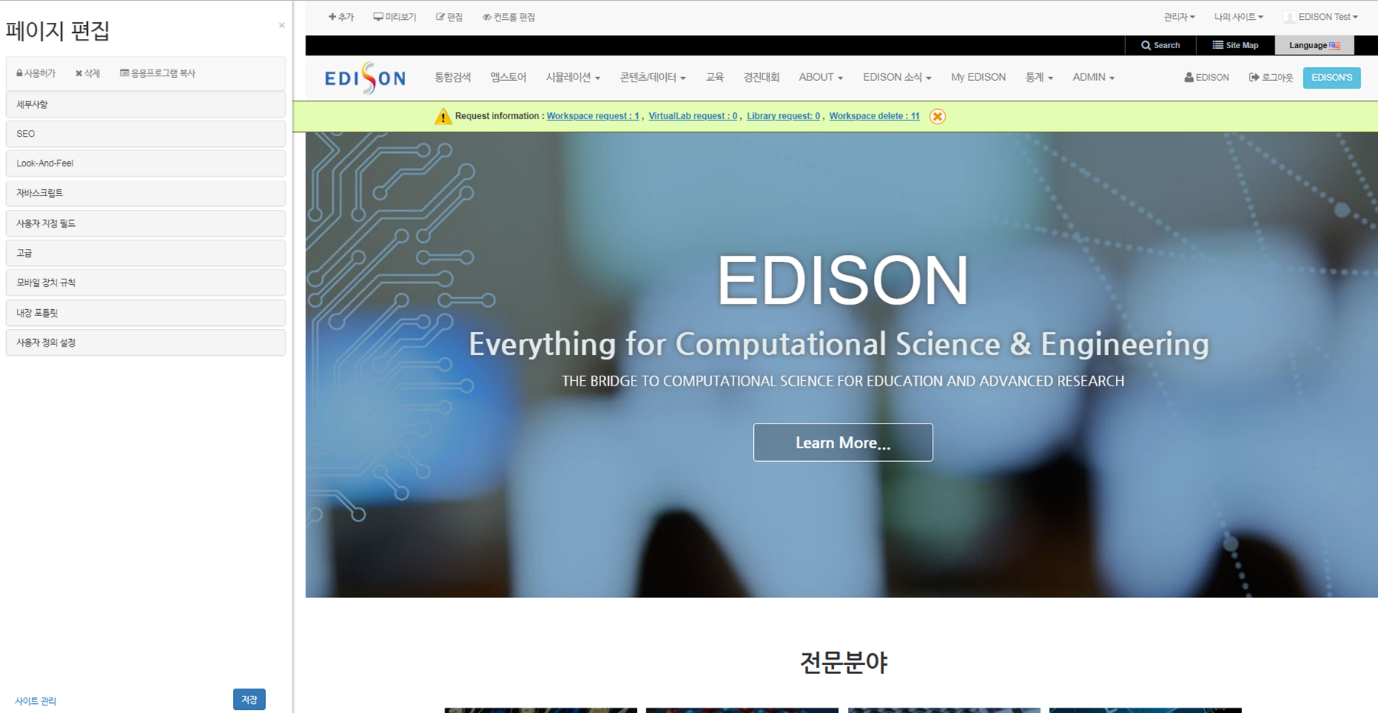 페이지 편집
×
사용허가 삭제 응용프로그램 복사
세부사항
SEO
Look-And-Feel
자바스크립트
사용자 지정 필드
고급
모바일 장치 규칙
내장 포틀릿
사용자 정의 설정
사이트 관리 저장
추가 미리보기 편집 컨트롤 편집 관리자 나의 사이트 EDISON Test
Search Site Map Language
EDISON 통합검색 앱스토어 시뮬레이션 콘텐츠/데이터 교육 경진대회 ABOUT EDISON 소식 My EDISON 통계 ADMIN EDISON 로그아웃 EDISON'S
Request information : Workspace request : 1 , VirtualLab request : 0 , Library request: 0 , Workspace delete : 11
EDISON
Everything for Computational Science & Engineering
THE BRIDGE TO COMPUTATIONAL SCIENCE FOR EDUCATION AND ADVANCED RESEARCH
Learn More...
전문분야